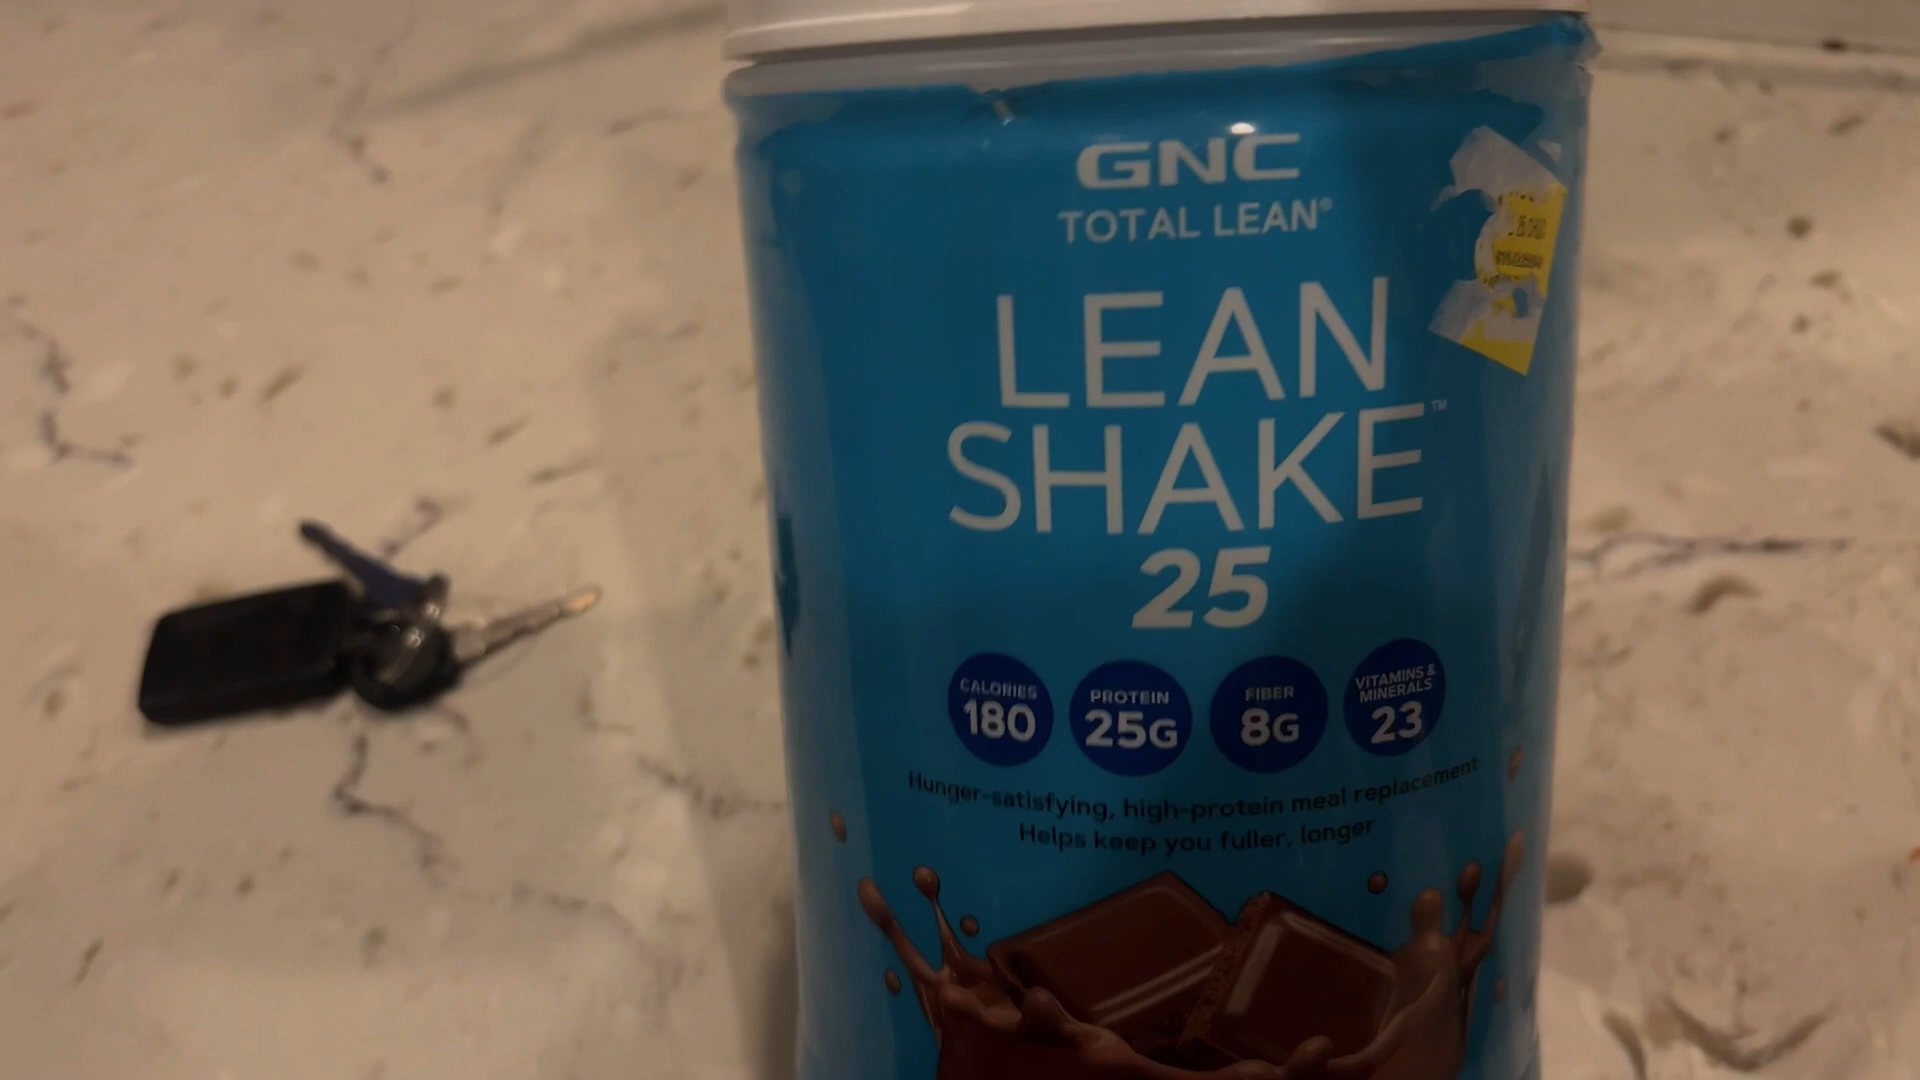 GNC
TOTAL LEAN®
LEAN
SHAKE™
25
CALORIES
180
PROTEIN
25G
FIBER
8G
VITAMINS &
MINERALS
23
Hunger-satisfying, high-protein meal replacement
Helps keep you fuller, longer